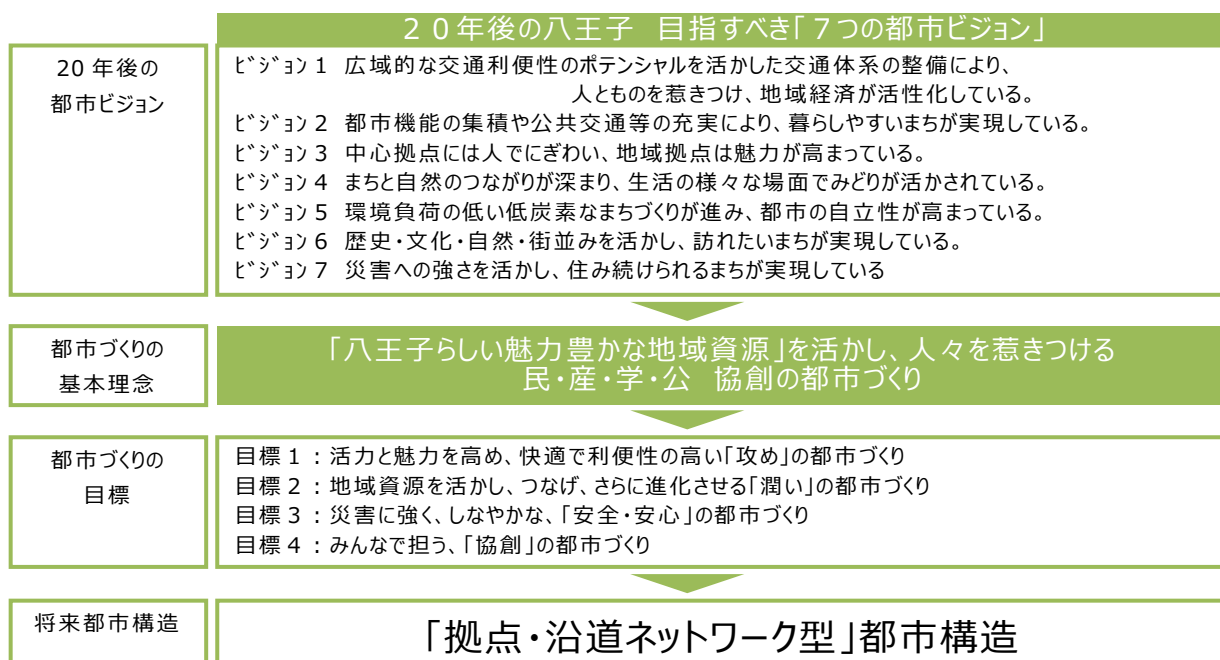 ２０年後の八王子　目指すべき「７つの都市ビジョン」
20 年後の
都市ビジョン
ﾋﾞｼﾞｮﾝ１ 広域的な交通利便性のポテンシャルを活かした交通体系の整備により、
人とものを惹きつけ、地域経済が活性化している。
ﾋﾞｼﾞｮﾝ２ 都市機能の集積や公共交通等の充実により、暮らしやすいまちが実現している。
ﾋﾞｼﾞｮﾝ３ 中心拠点には人でにぎわい、地域拠点は魅力が高まっている。
ﾋﾞｼﾞｮﾝ４ まちと自然のつながりが深まり、生活の様々な場面でみどりが活かされている。
ﾋﾞｼﾞｮﾝ５ 環境負荷の低い低炭素なまちづくりが進み、都市の自立性が高まっている。
ﾋﾞｼﾞｮﾝ６ 歴史・文化・自然・街並みを活かし、訪れたいまちが実現している。
ﾋﾞｼﾞｮﾝ７ 災害への強さを活かし、住み続けられるまちが実現している
都市づくりの
基本理念
「八王子らしい魅力豊かな地域資源」を活かし、人々を惹きつける
民・産・学・公　協創の都市づくり
都市づくりの
目標
目標１：活力と魅力を高め、快適で利便性の高い「攻め」の都市づくり
目標２：地域資源を活かし、つなげ、さらに進化させる「潤い」の都市づくり
目標３：災害に強く、しなやかな、「安全・安心」の都市づくり
目標４：みんなで担う、「協創」の都市づくり
将来都市構造
「拠点・沿道ネットワーク型」都市構造